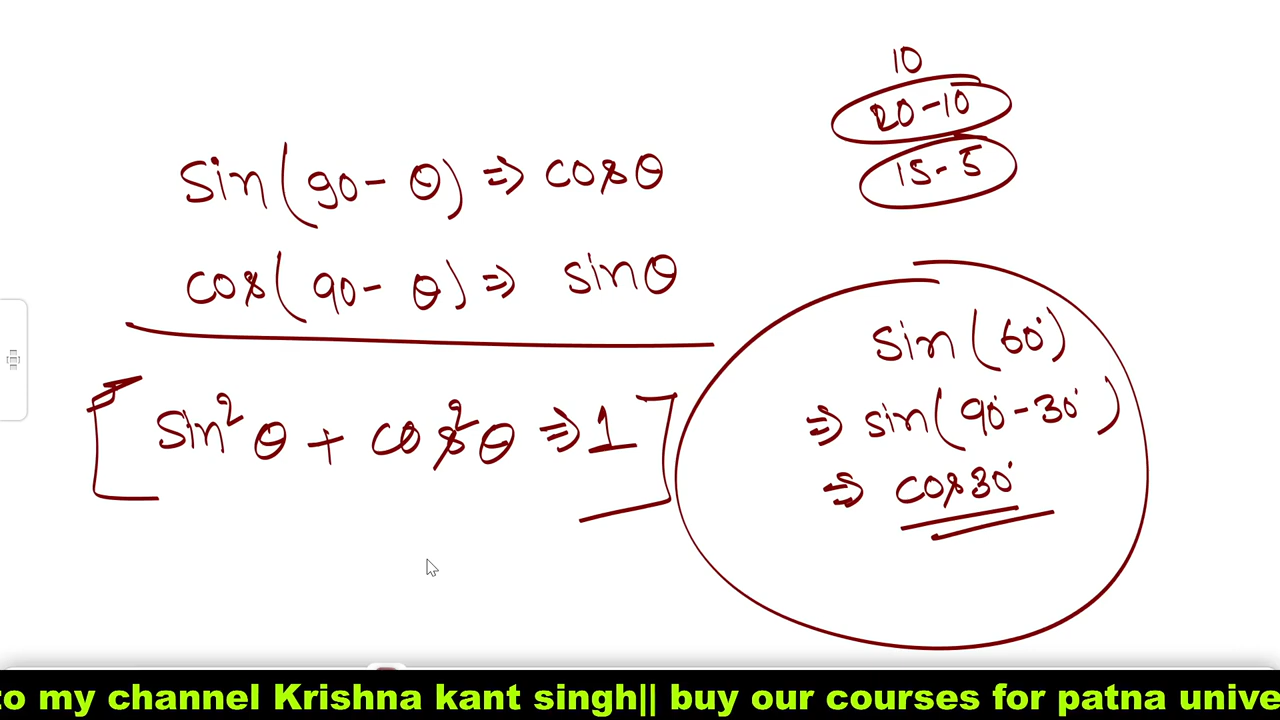 10
20-10
15-5
Sin(90-θ)⇒cosθ
cos(90-θ)⇒ sinθ
Sin²θ + cos²θ ⇒ 1
Sin(60°)
⇒ sin(90°-30°)
⇒ cos30°
to my channel Krishna kant singh|| buy our courses for patna unive